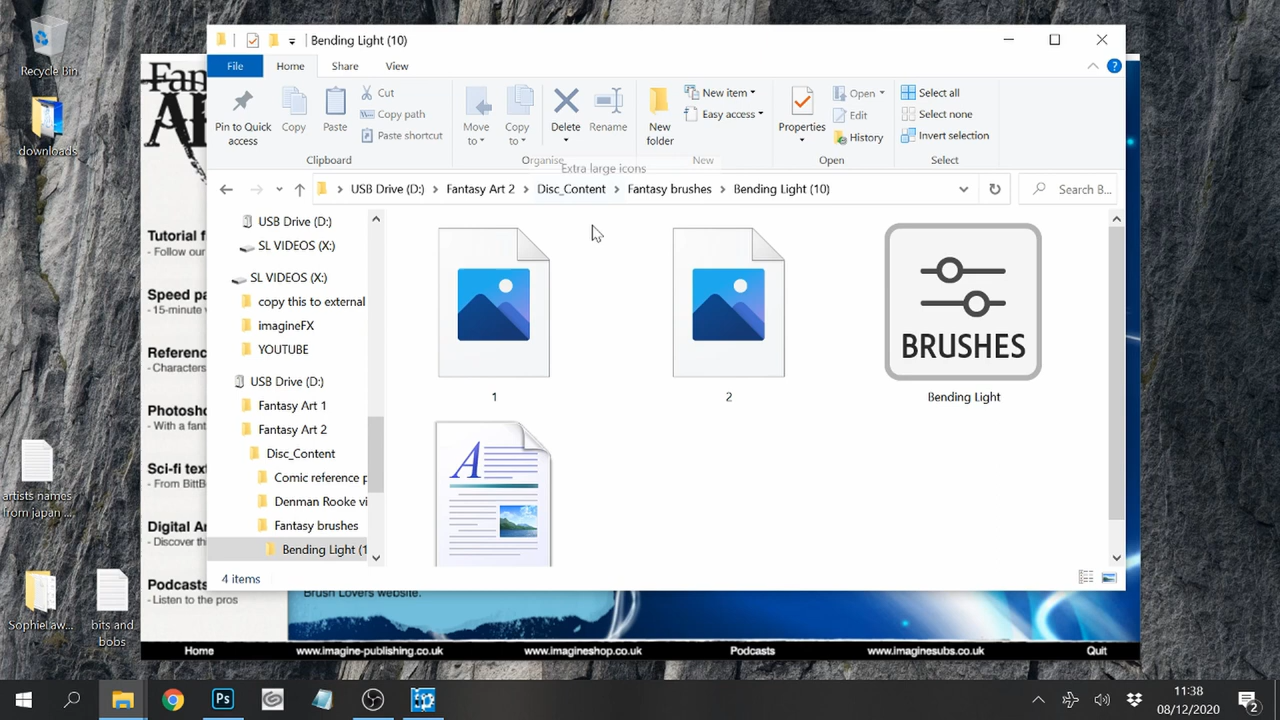 Recycle Bin
downloads
artists names
from japan ...
SophieLaw...
bits and
bobs
Fan
Art
Tutorial f
- Follow our
Speed pa
- 15-minute v
Referenc
- Characters
Photosho
- With a fant
Sci-fi text
- From BittB
Digital Ar
- Discover th
Podcasts
- Listen to the pros
Brush Lovers website.
Home
www.imagine-publishing.co.uk
www.imagineshop.co.uk
Podcasts
www.imaginesubs.co.uk
Quit
Bending Light (10)
File
Home
Share
View
Pin to Quick
access
Copy
Paste
Cut
Copy path
Paste shortcut
Clipboard
Move
to
Copy
to
Delete
Rename
Organise
New
folder
New item
Easy access
New
Properties
Open
Edit
History
Open
Select all
Select none
Invert selection
Select
Extra large icons
USB Drive (D:)
Fantasy Art 2
Disc_Content
Fantasy brushes
Bending Light (10)
Search B...
USB Drive (D:)
SL VIDEOS (X:)
SL VIDEOS (X:)
copy this to external
imagineFX
YOUTUBE
USB Drive (D:)
Fantasy Art 1
Fantasy Art 2
Disc_Content
Comic reference p
Denman Rooke vi
Fantasy brushes
Bending Light (1
1
2
BRUSHES
Bending Light
A
4 items
Ps
11:38
08/12/2020
2